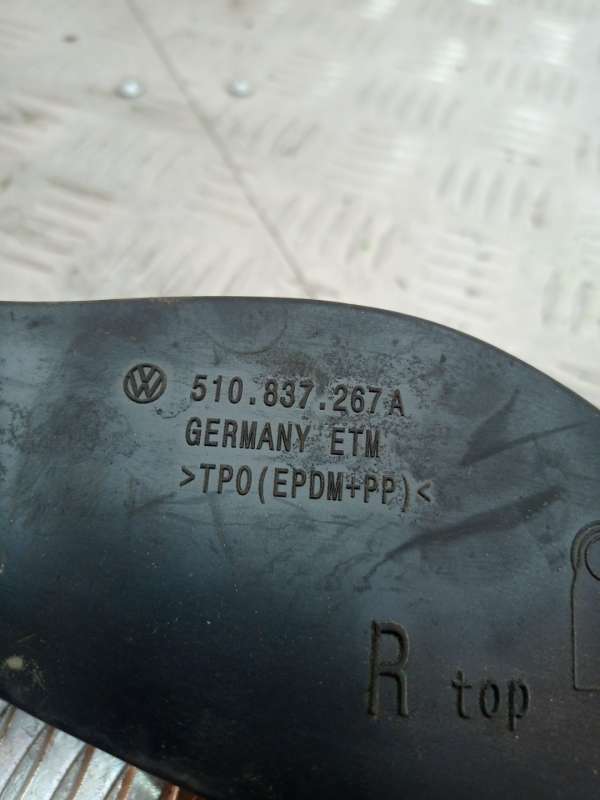 510.837.267A
GERMANY ETM
>TPO(EPDM+PP)<
R top